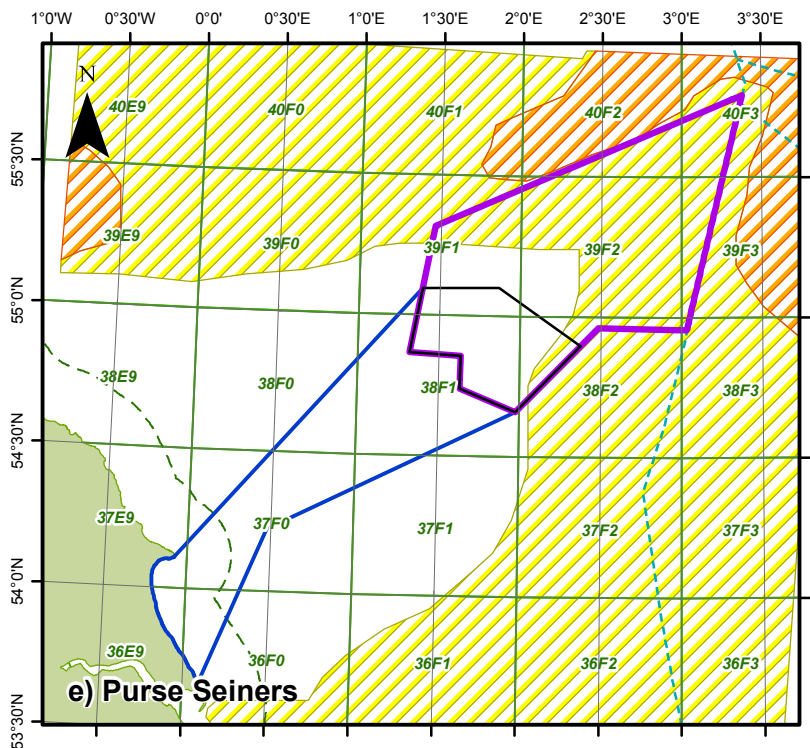 1°0'W 0°30'W 0°0' 0°30'E 1°0'E 1°30'E 2°0'E 2°30'E 3°0'E 3°30'E
N
40E9 40F0 40F1 40F2 40F3
55°30'N
39E9 39F0 39F1 39F2 39F3
55°0'N
38E9 38F0 38F1 38F2 38F3
54°30'N
37E9 37F0 37F1 37F2 37F3
54°0'N
36E9 36F0 36F1 36F2 36F3
e) Purse Seiners
53°30'N